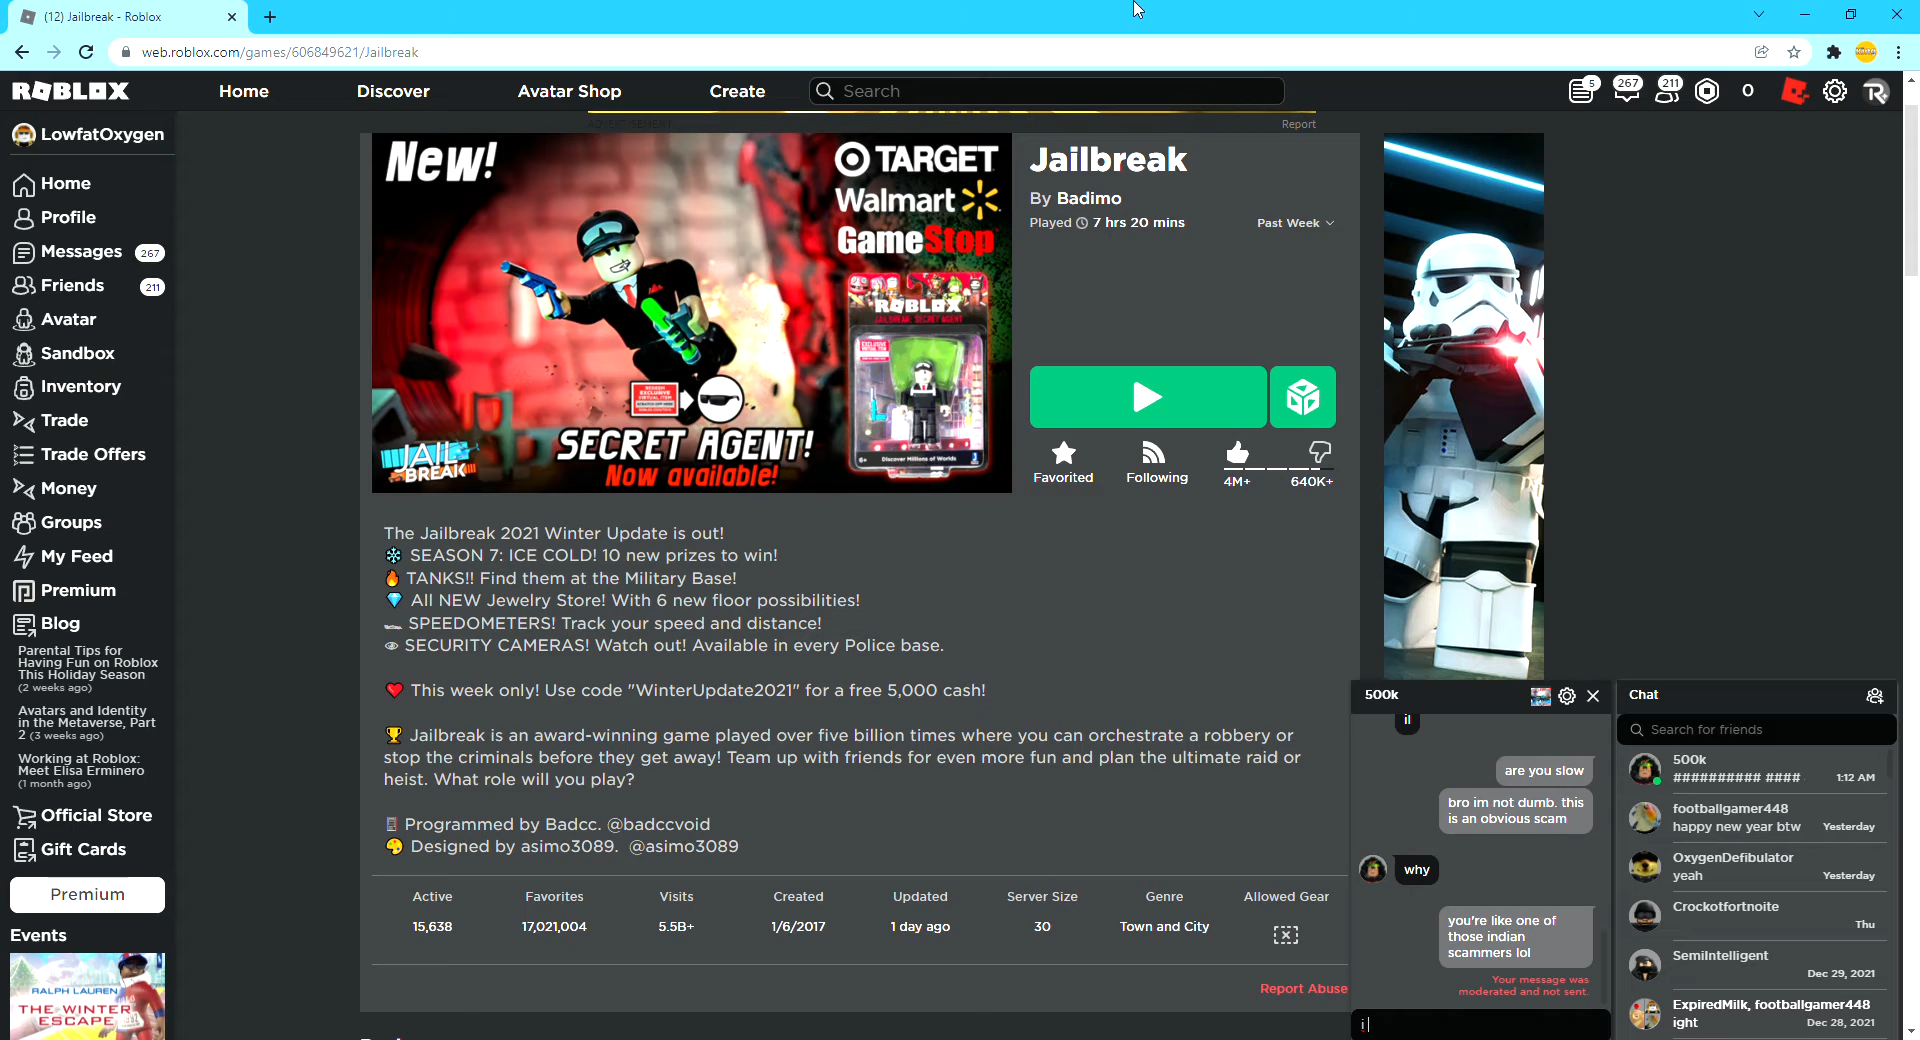 (12) Jailbreak - Roblox
web.roblox.com/games/606849621/Jailbreak
ROBLOX
Home
Discover
Avatar Shop
Create
Search
5
267
211
0
LowfatOxygen
Home
Profile
Messages 267
Friends 211
Avatar
Sandbox
Inventory
Trade
Trade Offers
Money
Groups
My Feed
Premium
Blog
Parental Tips for
Having Fun on Roblox
This Holiday Season
(2 weeks ago)
Avatars and Identity
in the Metaverse, Part
2 (3 weeks ago)
Working at Roblox:
Meet Elisa Erminero
(1 month ago)
Official Store
Gift Cards
Premium
Events
RALPH LAUREN
THE WINTER
ESCAPE
ADVERTISEMENT
Report
New!
TARGET
Walmart
GameStop
ROBLOX
JAILBREAK: SECRET AGENT
Discover Millions of Worlds
6+
JAIL
BREAK
SECRET AGENT!
Now available!
Jailbreak
By Badimo
Played 7 hrs 20 mins
Past Week
Favorited
Following
4M+
640K+
The Jailbreak 2021 Winter Update is out!
❄️ SEASON 7: ICE COLD! 10 new prizes to win!
🔥 TANKS!! Find them at the Military Base!
💎 All NEW Jewelry Store! With 6 new floor possibilities!
SPEEDOMETERS! Track your speed and distance!
👁 SECURITY CAMERAS! Watch out! Available in every Police base.
❤️ This week only! Use code "WinterUpdate2021" for a free 5,000 cash!
🏆 Jailbreak is an award-winning game played over five billion times where you can orchestrate a robbery or
stop the criminals before they get away! Team up with friends for even more fun and plan the ultimate raid or
heist. What role will you play?
Programmed by Badcc. @badccvoid
🎨 Designed by asimo3089. @asimo3089
Active Favorites Visits Created Updated Server Size Genre Allowed Gear
15,638 17,021,004 5.5B+ 1/6/2017 1 day ago 30 Town and City
Report Abuse
500k
il
are you slow
bro im not dumb. this
is an obvious scam
why
you're like one of
those indian
scammers lol
Your message was
moderated and not sent.
i
Chat
Search for friends
500k
########## #### 1:12 AM
footballgamer448
happy new year btw Yesterday
OxygenDefibulator
yeah Yesterday
Crockotfortnoite
Thu
SemiIntelligent
Dec 29, 2021
ExpiredMilk, footballgamer448
ight Dec 28, 2021